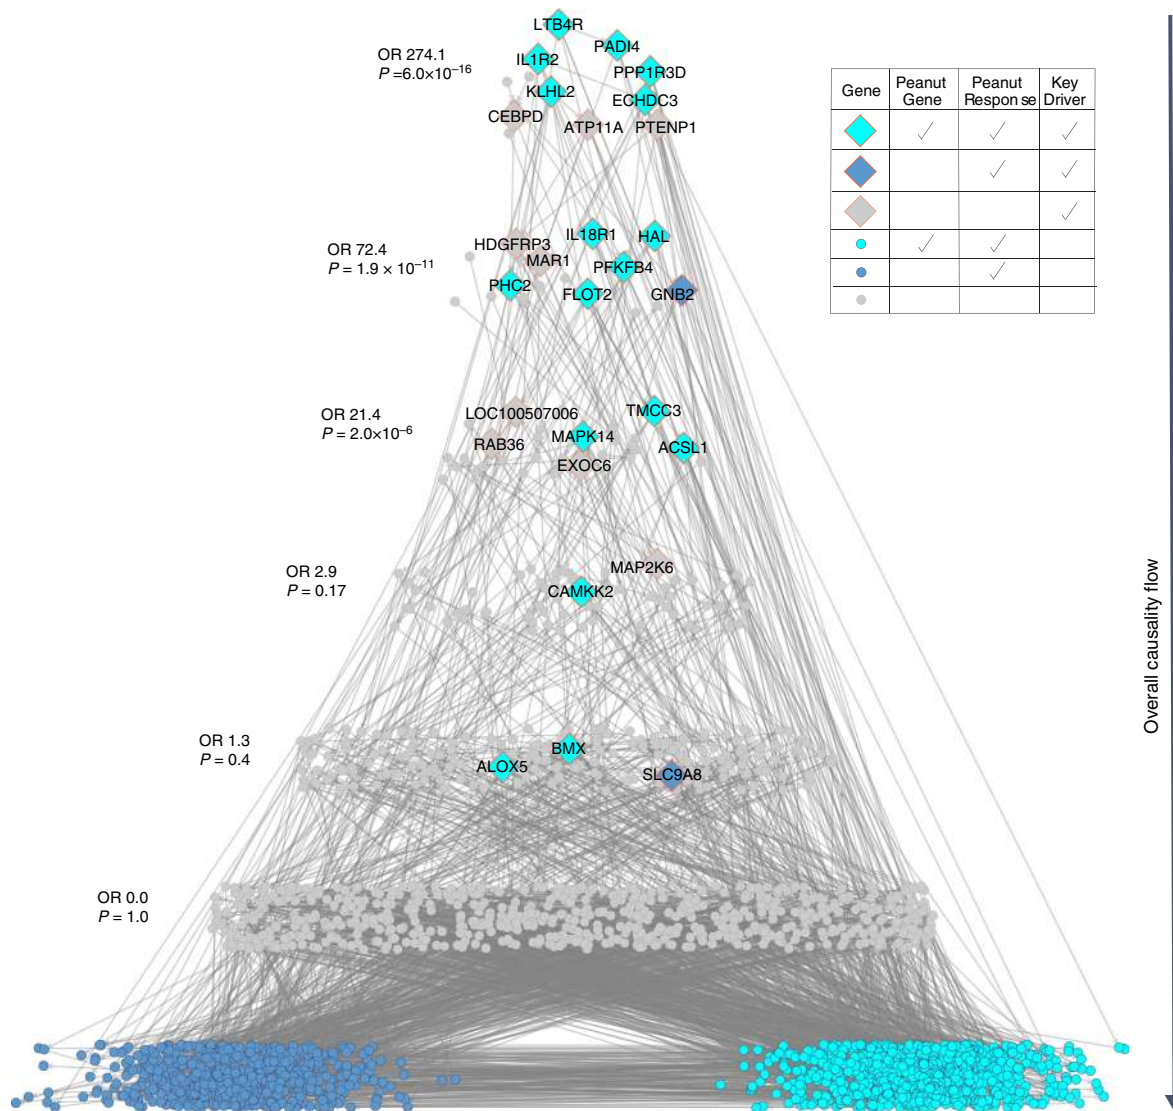 LTB4R
PADI4
OR 274.1
P =6.0×10−16
IL1R2
PPP1R3D
KLHL2
ECHDC3
CEBPD
ATP11A
PTENP1
Gene
Peanut
Gene
Peanut
Respon se
Key
Driver
OR 72.4
P = 1.9 × 10−11
HDGFRP3
IL18R1
HAL
MAR1
PFKFB4
PHC2
FLOT2
GNB2
OR 21.4
P = 2.0×10−6
LOC100507006
TMCC3
RAB36
MAPK14
ACSL1
EXOC6
OR 2.9
P = 0.17
MAP2K6
CAMKK2
Overall causality flow
OR 1.3
P = 0.4
BMX
ALOX5
SLC9A8
OR 0.0
P = 1.0